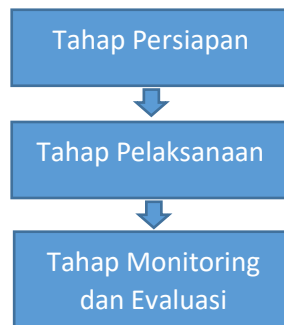 Tahap Persiapan
Tahap Pelaksanaan
Tahap Monitoring
dan Evaluasi